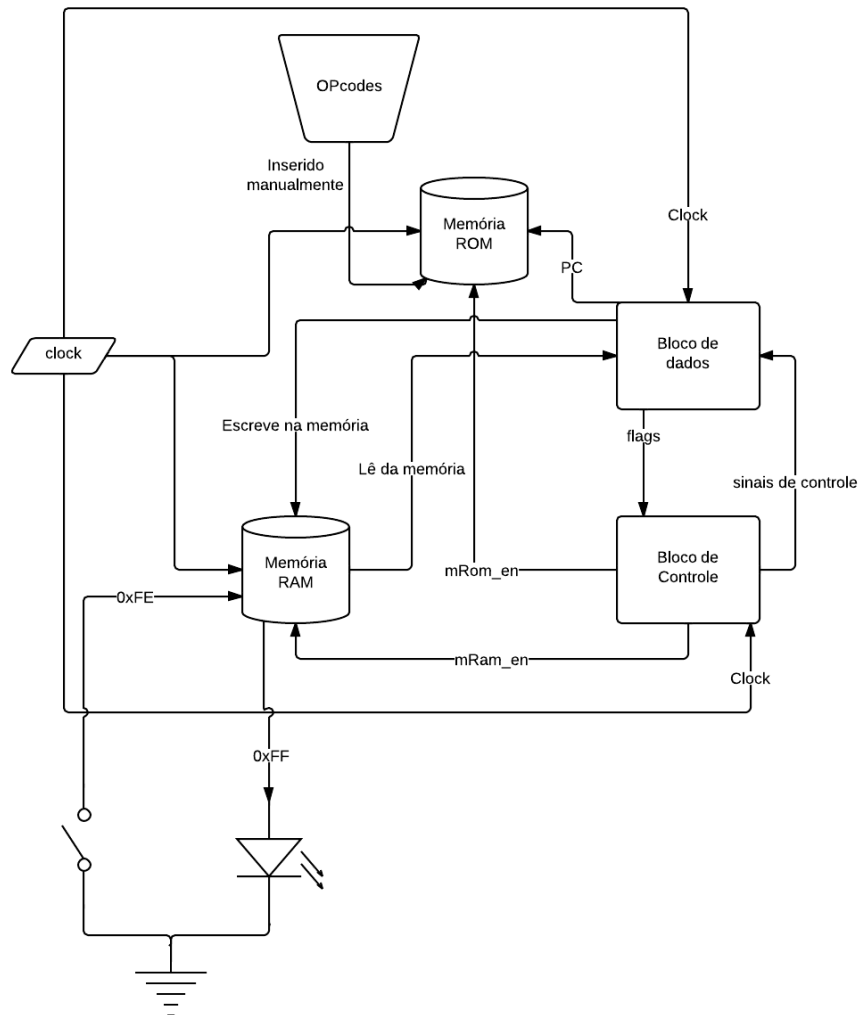 OPcodes
Inserido
manualmente
Memória
ROM
Clock
PC
clock
Bloco de
dados
Escreve na memória
flags
Lê da memória
sinais de controle
Memória
RAM
Bloco de
Controle
mRom_en
0xFE
mRam_en
Clock
0xFF